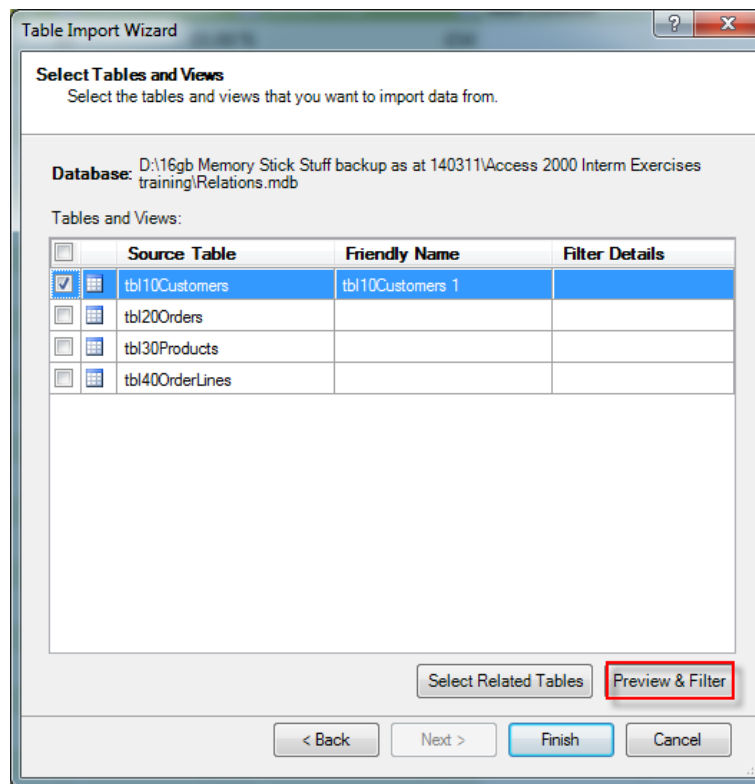 Table Import Wizard
Select Tables and Views
Select the tables and views that you want to import data from.
Database: D:\16gb Memory Stick Stuff backup as at 140311\Access 2000 Interm Exercises
training\Relations.mdb
Tables and Views:
Source Table Friendly Name Filter Details
tbl10Customers tbl10Customers 1
tbl20Orders
tbl30Products
tbl40OrderLines
Select Related Tables Preview & Filter
< Back Next > Finish Cancel